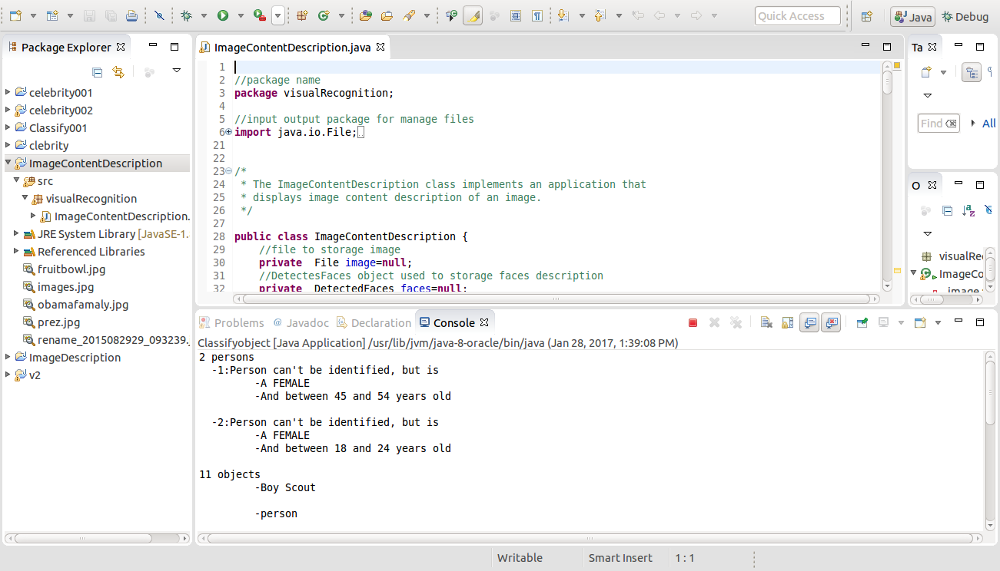 Quick Access
Java
Debug
Package Explorer
celebrity001
celebrity002
Classify001
clebrity
ImageContentDescription
src
visualRecognition
ImageContentDescription.
JRE System Library [JavaSE-1.
Referenced Libraries
fruitbowl.jpg
images.jpg
obamafamaly.jpg
prez.jpg
rename_2015082929_093239.
ImageDescription
v2
ImageContentDescription.java
1
2 //package name
3 package visualRecognition;
4
5 //input output package for manage files
6 import java.io.File;
21
22
23 /*
24 * The ImageContentDescription class implements an application that
25 * displays image content description of an image.
26 */
27
28 public class ImageContentDescription {
29 //file to storage image
30 private File image=null;
31 //DetectesFaces object used to storage faces description
32 private DetectedFaces faces=null;
Ta
Find
All
O
visualRe
ImageCo
image
Problems
Javadoc
Declaration
Console
Classifyobject [Java Application] /usr/lib/jvm/java-8-oracle/bin/java (Jan 28, 2017, 1:39:08 PM)
2 persons
-1:Person can't be identified, but is
-A FEMALE
-And between 45 and 54 years old
-2:Person can't be identified, but is
-A FEMALE
-And between 18 and 24 years old
11 objects
-Boy Scout
-person
Writable
Smart Insert
1 : 1